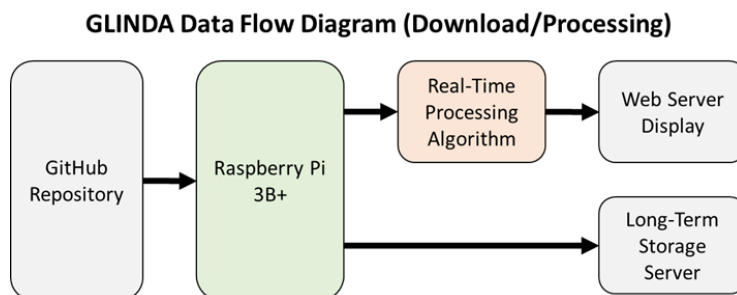 GLINDA Data Flow Diagram (Download/Processing)
GitHub
Repository
Raspberry Pi
3B+
Real-Time
Processing
Algorithm
Web Server
Display
Long-Term
Storage
Server